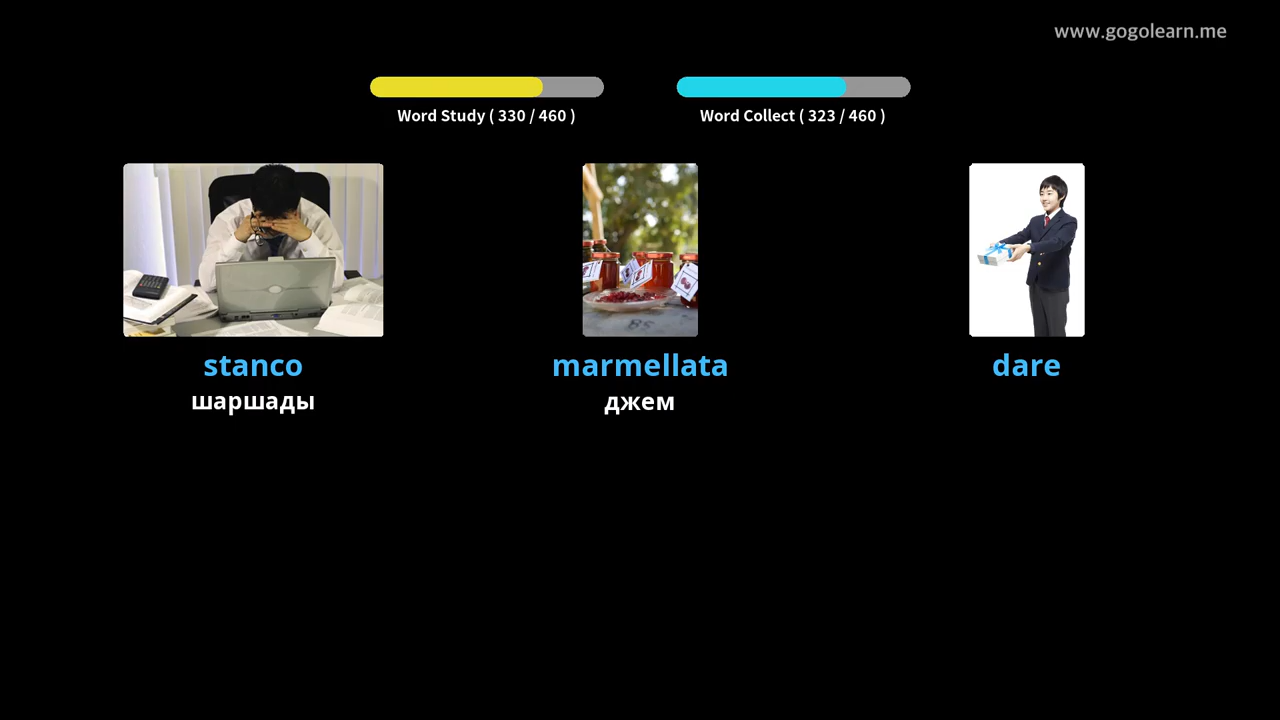 www.gogolearn.me
Word Study ( 330 / 460 )
Word Collect ( 323 / 460 )
stanco
marmellata
dare
шаршады
джем